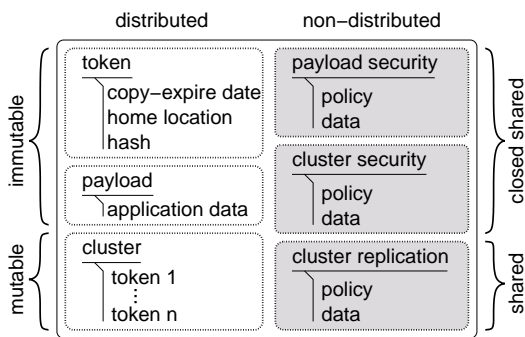 distributed
non−distributed
immutable
mutable
token
copy−expire date
home location
hash
payload
application data
cluster
token 1
token n
payload security
policy
data
cluster security
policy
data
cluster replication
policy
data
closed shared
shared